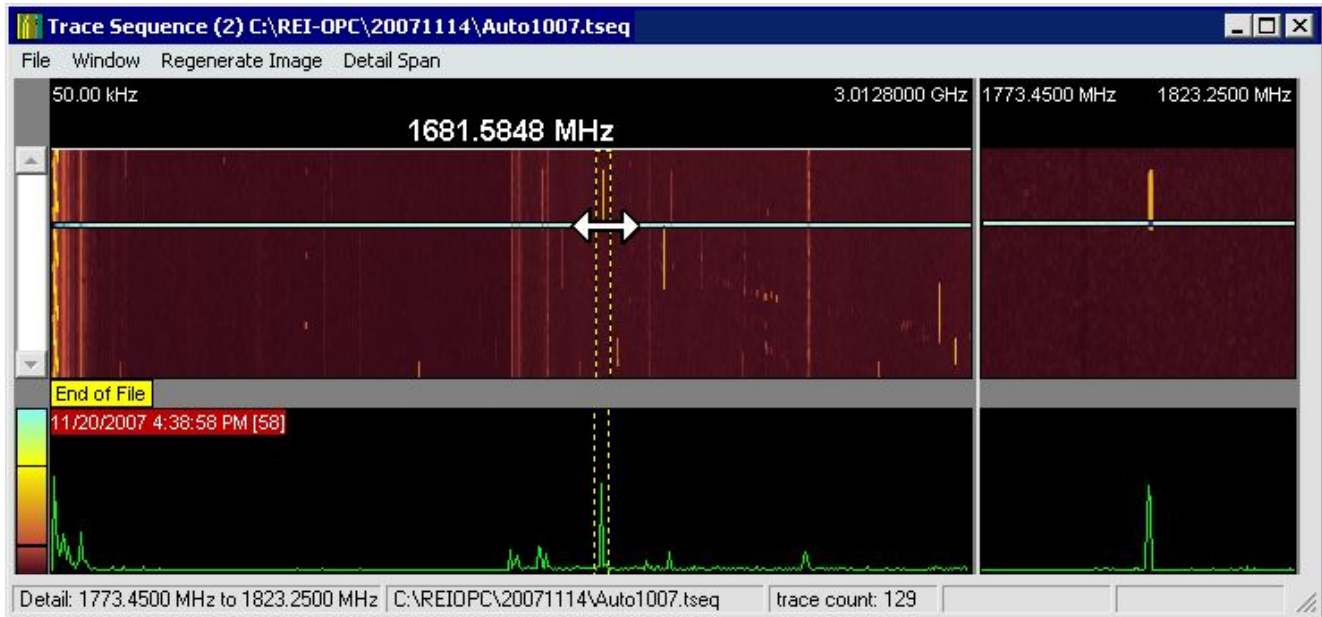 Trace Sequence (2) C:\REI-OPC\20071114\Auto1007.tseq
File Window Regenerate Image Detail Span
50.00 kHz 3.0128000 GHz 1773.4500 MHz 1823.2500 MHz
1681.5848 MHz
End of File
11/20/2007 4:38:58 PM [58]
Detail: 1773.4500 MHz to 1823.2500 MHz C:\REIOPC\20071114\Auto1007.tseq trace count: 129